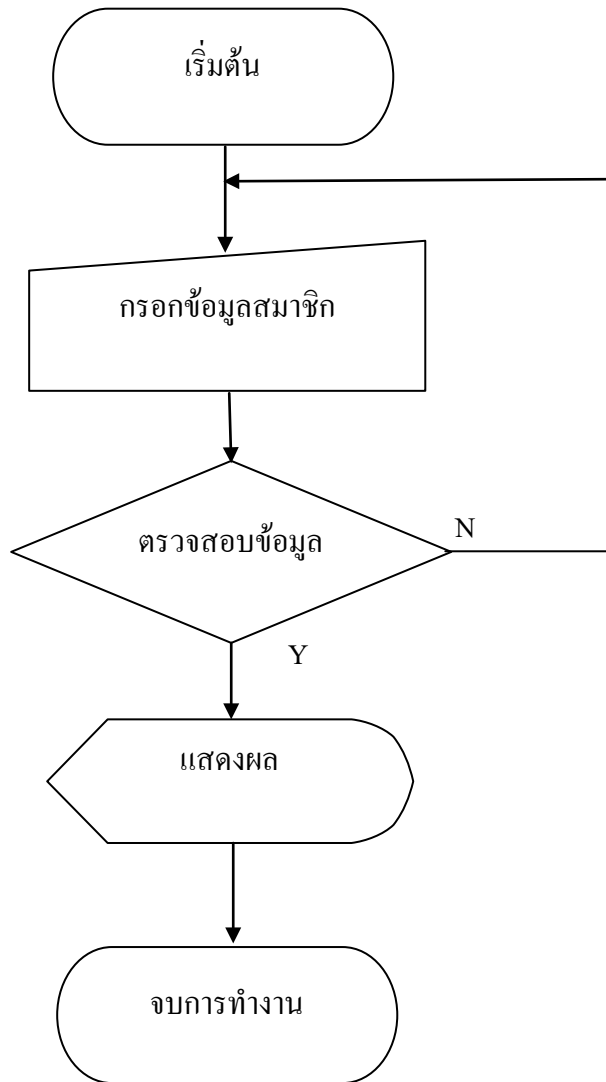 เริ่มต้น
กรอกข้อมูลสมาชิก
ตรวจสอบข้อมูล
N
Y
แสดงผล
จบการทำงาน